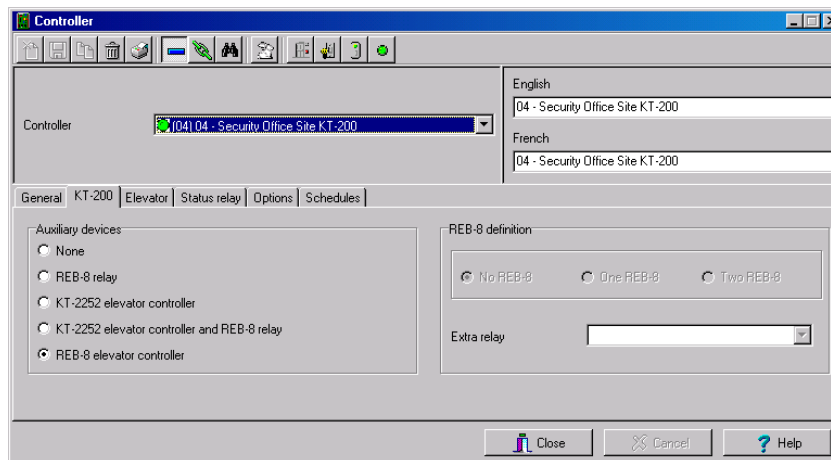 Controller
Controller
(04) 04 - Security Office Site KT-200
English
04 - Security Office Site KT-200
French
04 - Security Office Site KT-200
General KT-200 Elevator Status relay Options Schedules
Auxiliary devices
None
REB-8 relay
KT-2252 elevator controller
KT-2252 elevator controller and REB-8 relay
REB-8 elevator controller
REB-8 definition
No REB-8 One REB-8 Two REB-8
Extra relay
Close Cancel Help